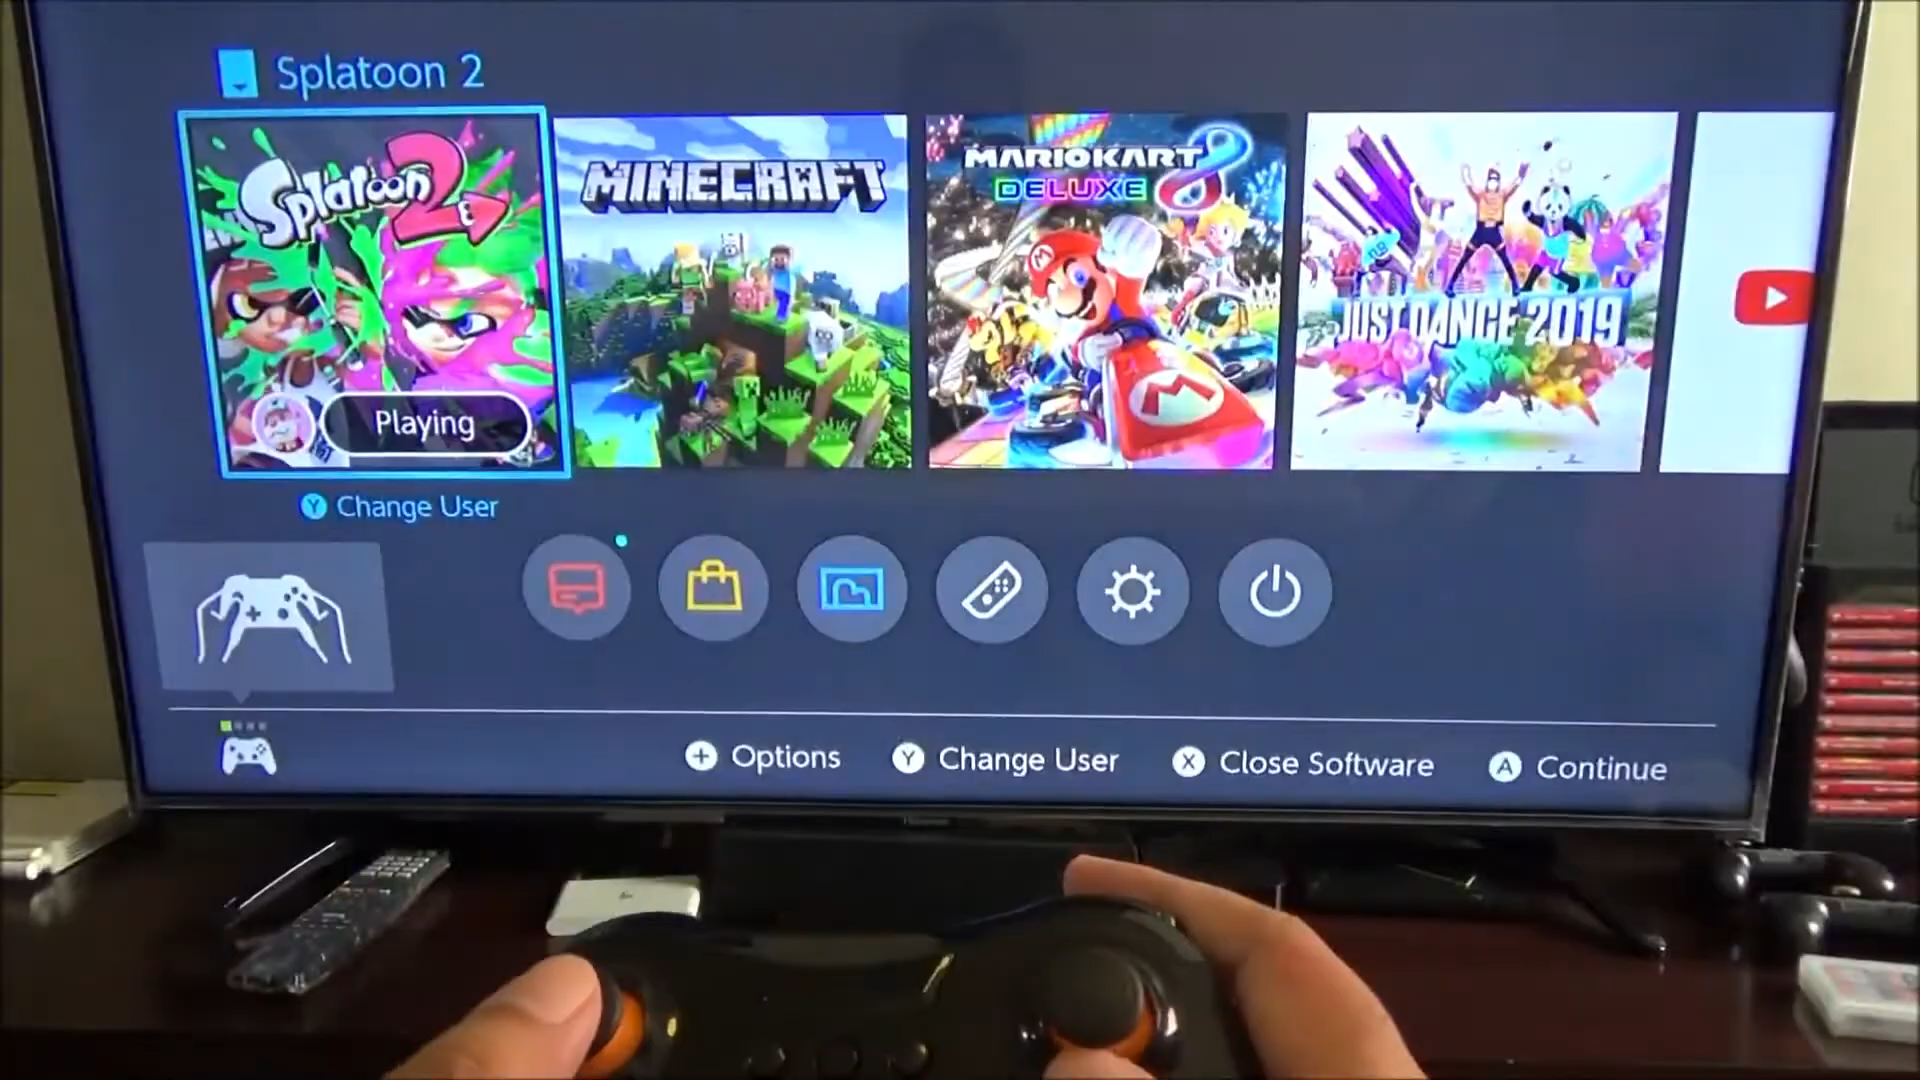 Splatoon 2
Splatoon 2
MINECRAFT
MARIOKART 8
DELUXE
JUST DANCE 2019
Playing
Y Change User
+ Options
Y Change User
X Close Software
A Continue